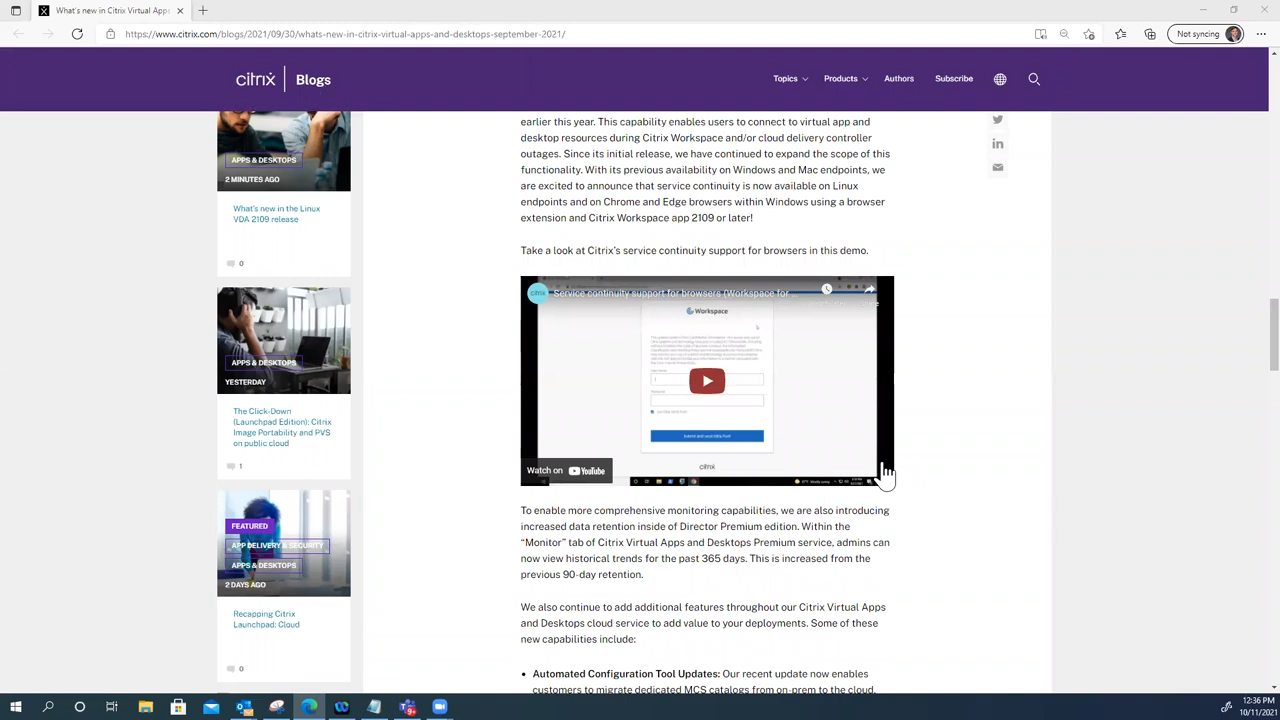 What's new in Citrix Virtual Apps
https://www.citrix.com/blogs/2021/09/30/whats-new-in-citrix-virtual-apps-and-desktops-september-2021/
Not syncing
citrix
Blogs
Topics
Products
Authors
Subscribe
APPS & DESKTOPS
2 MINUTES AGO
What's new in the Linux
VDA 2109 release
0
APPS & DESKTOPS
YESTERDAY
The Click-Down
(Launchpad Edition): Citrix
Image Portability and PVS
on public cloud
1
FEATURED
APP DELIVERY & SECURITY
APPS & DESKTOPS
2 DAYS AGO
Recapping Citrix
Launchpad: Cloud
0
earlier this year. This capability enables users to connect to virtual app and
desktop resources during Citrix Workspace and/or cloud delivery controller
outages. Since its initial release, we have continued to expand the scope of this
functionality. With its previous availability on Windows and Mac endpoints, we
are excited to announce that service continuity is now available on Linux
endpoints and on Chrome and Edge browsers within Windows using a browser
extension and Citrix Workspace app 2109 or later!
Take a look at Citrix's service continuity support for browsers in this demo.
citrix
Service continuity support for browsers (Workspace for ...
Workspace
Submit and send idea Punt
citrix
Watch on YouTube
To enable more comprehensive monitoring capabilities, we are also introducing
increased data retention inside of Director Premium edition. Within the
“Monitor” tab of Citrix Virtual Apps and Desktops Premium service, admins can
now view historical trends for the past 365 days. This is increased from the
previous 90-day retention.
We also continue to add additional features throughout our Citrix Virtual Apps
and Desktops cloud service to add value to your deployments. Some of these
new capabilities include:
• Automated Configuration Tool Updates: Our recent update now enables
customers to migrate dedicated MCS catalogs from on-prem to the cloud.
12:36 PM
10/11/2021